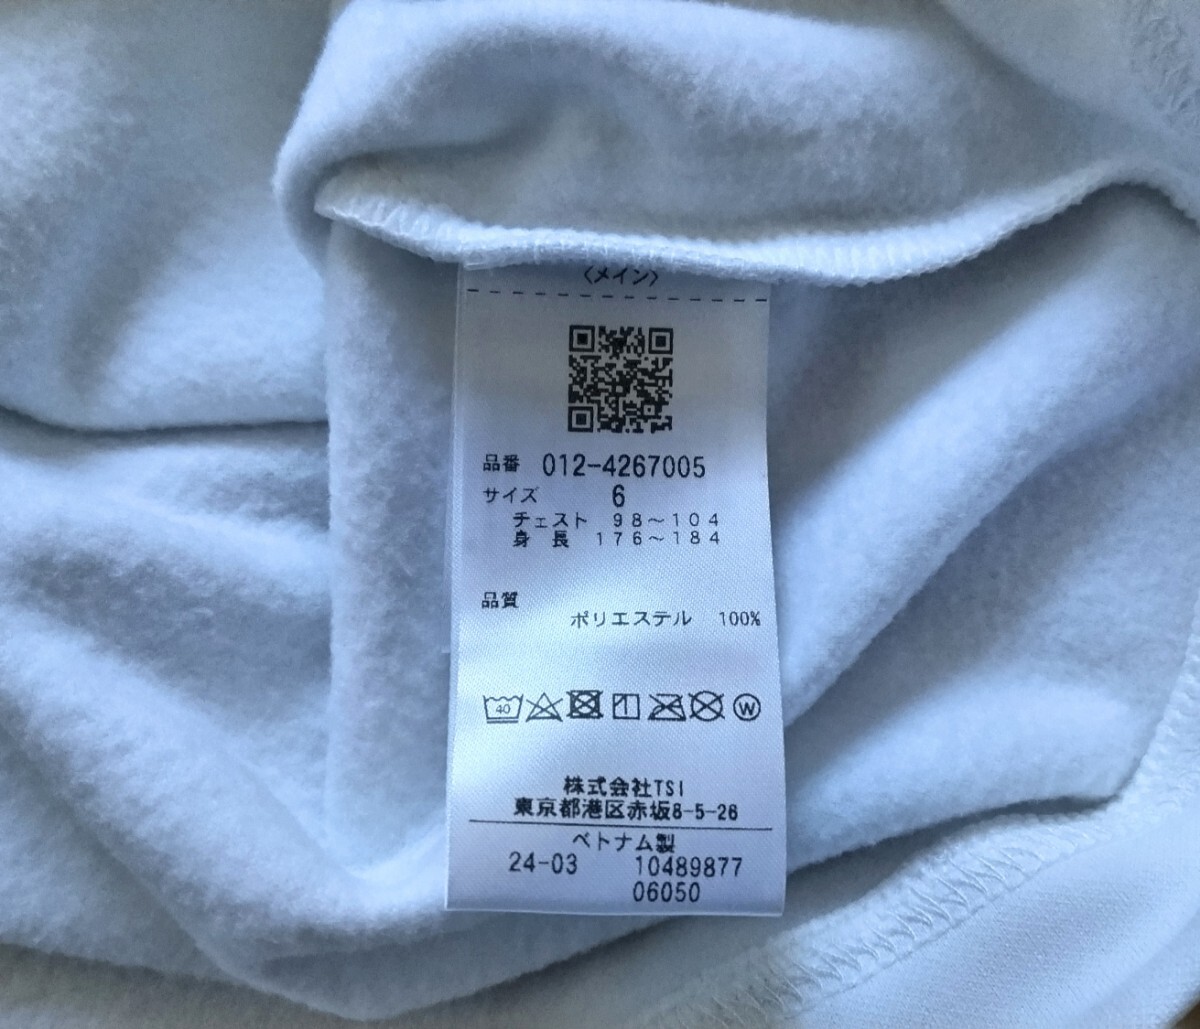 〈メイン〉
品番 012-4267005
サイズ 6
チェスト 98～104
身長 176～184
品質
ポリエステル 100%
40
W
株式会社TSI
東京都港区赤坂8-5-26
ベトナム製
24-03 10489877
06050